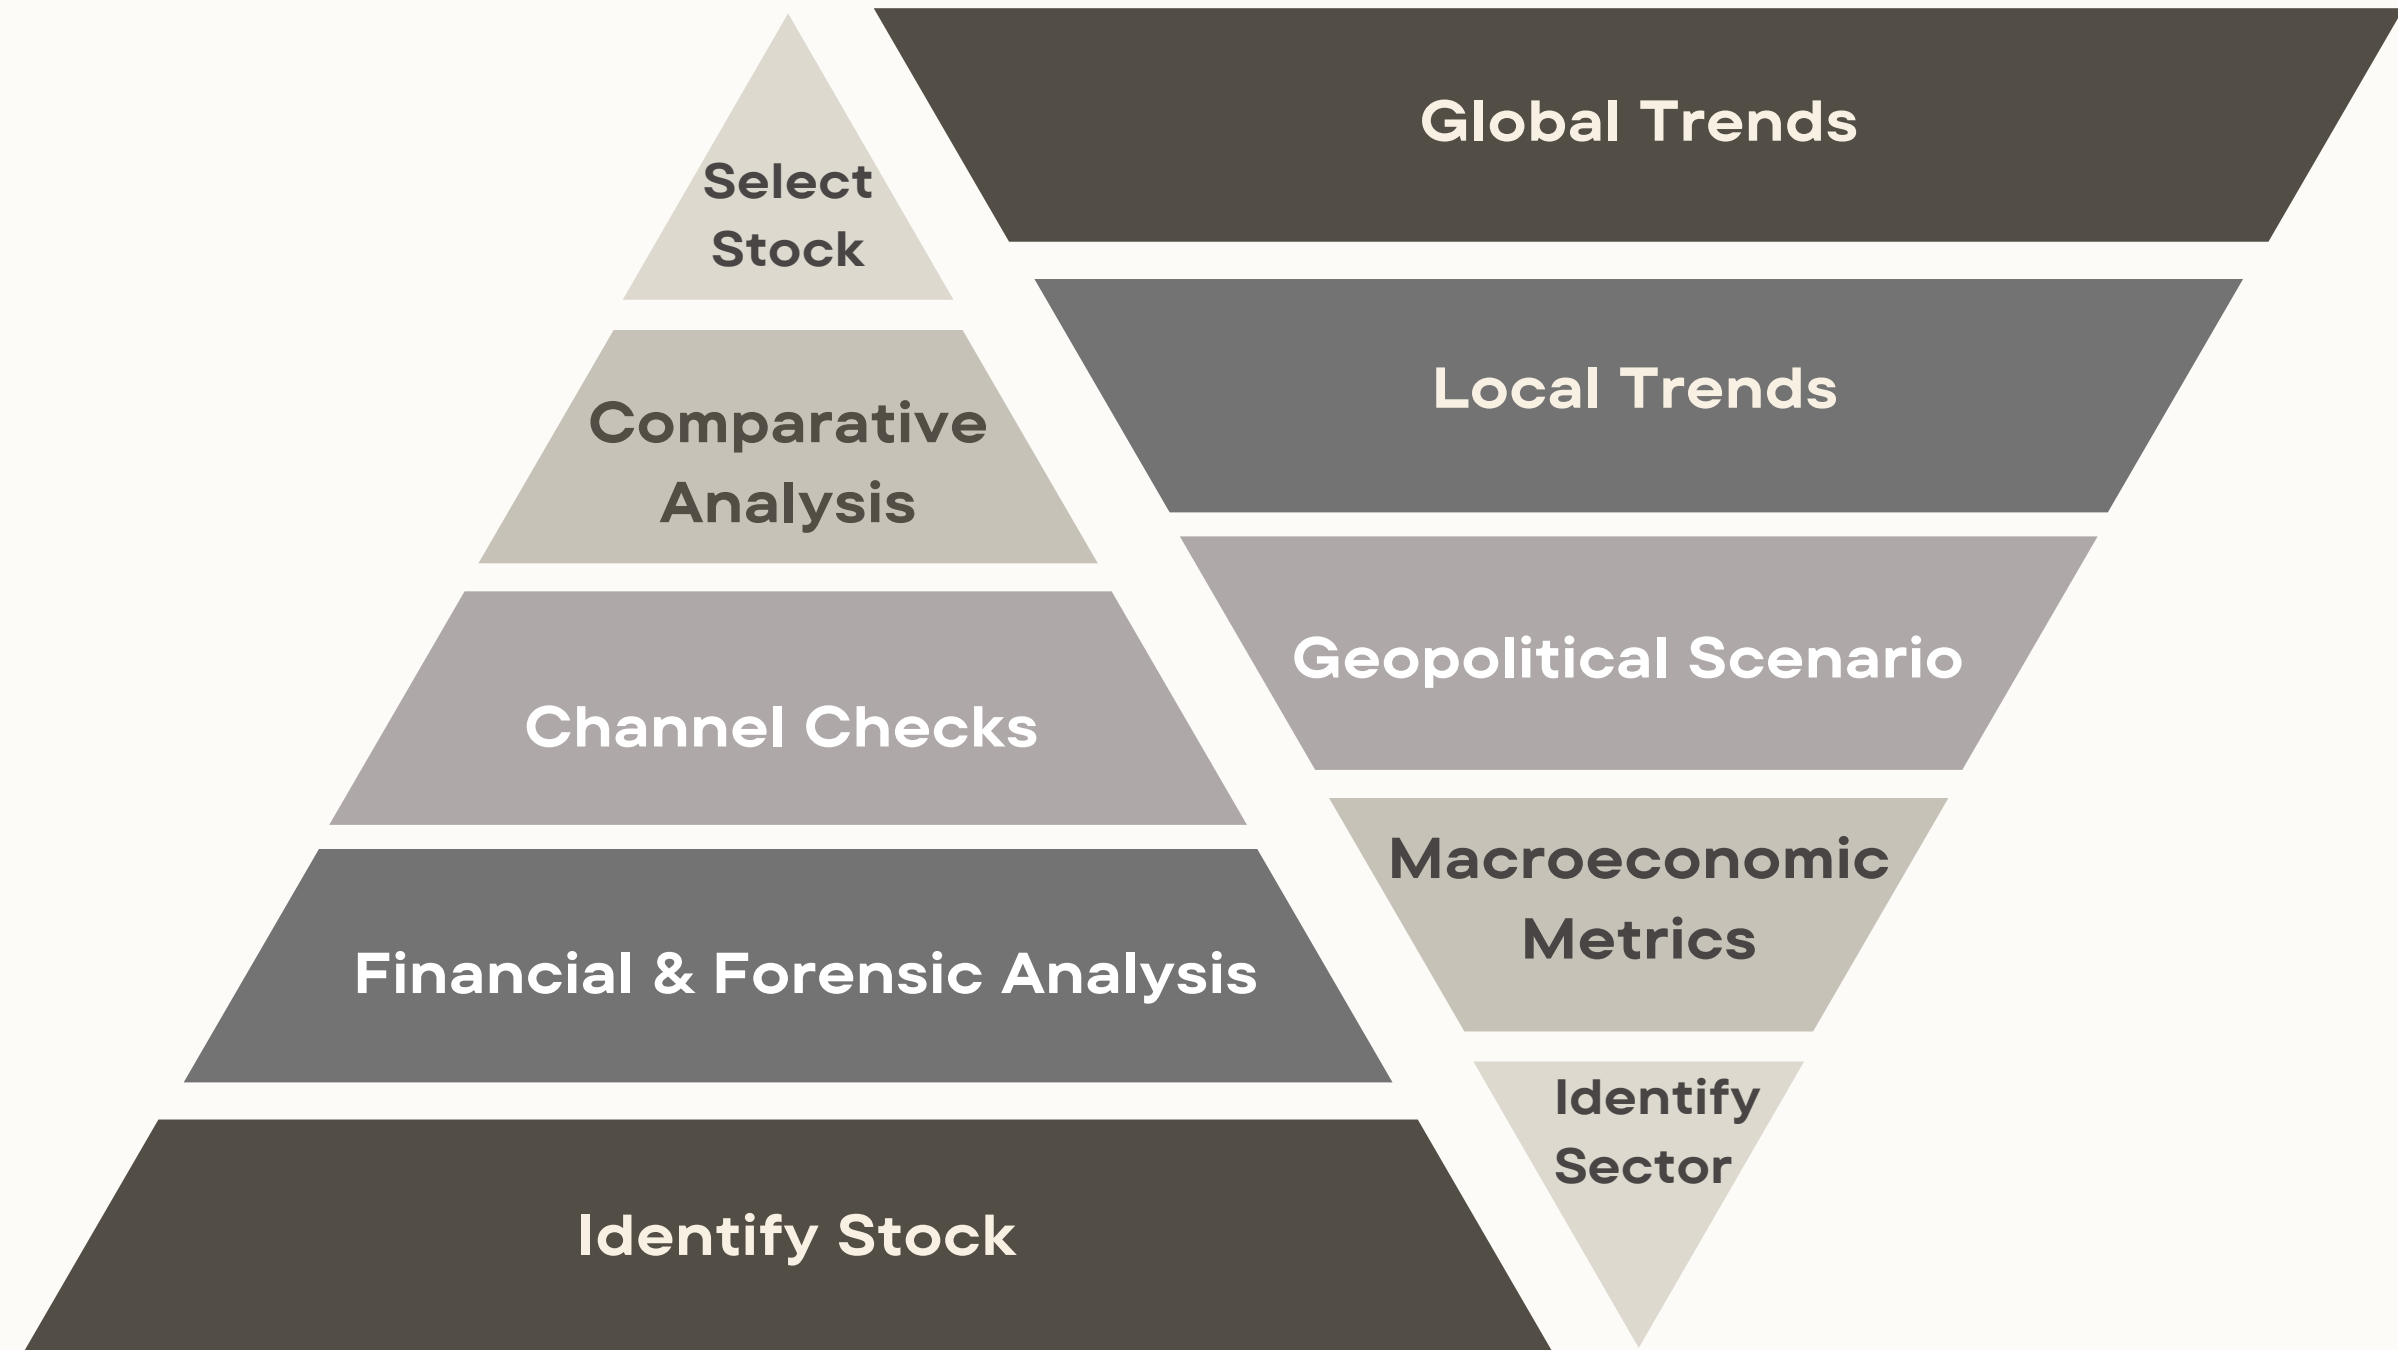 Select
Stock
Comparative
Analysis
Channel Checks
Financial & Forensic Analysis
Identify Stock
Global Trends
Local Trends
Geopolitical Scenario
Macroeconomic
Metrics
Identify
Sector